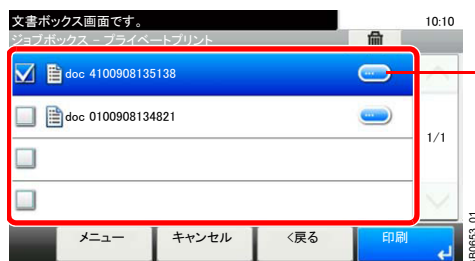 文書ボックス画面です。 10:10
ジョブボックス - プライベートプリント
doc 4100908135138
doc 0100908134821
1/1
メニュー キャンセル <戻る 印刷